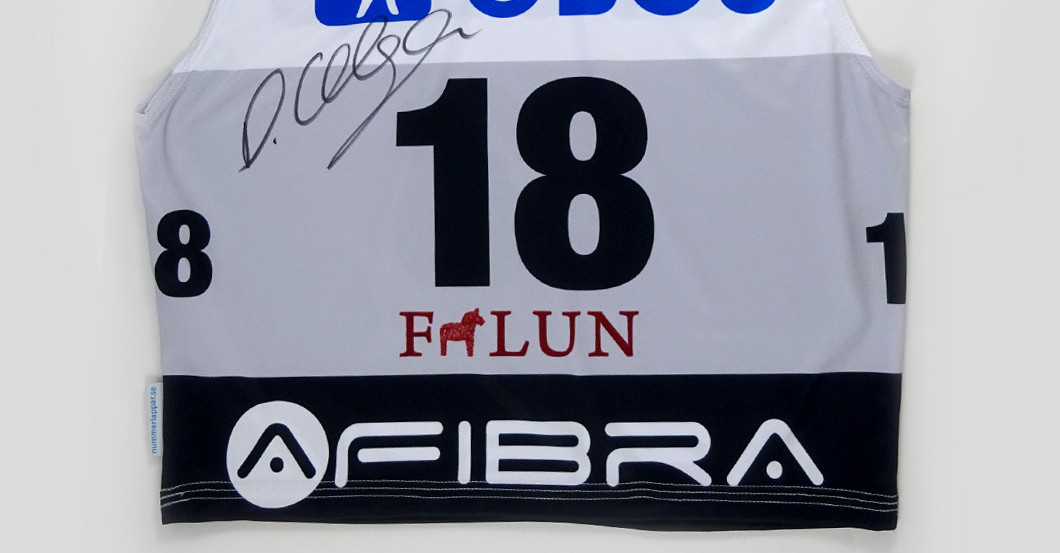 18
8
1
FALUN
AFIBRA
nummerlappar.se